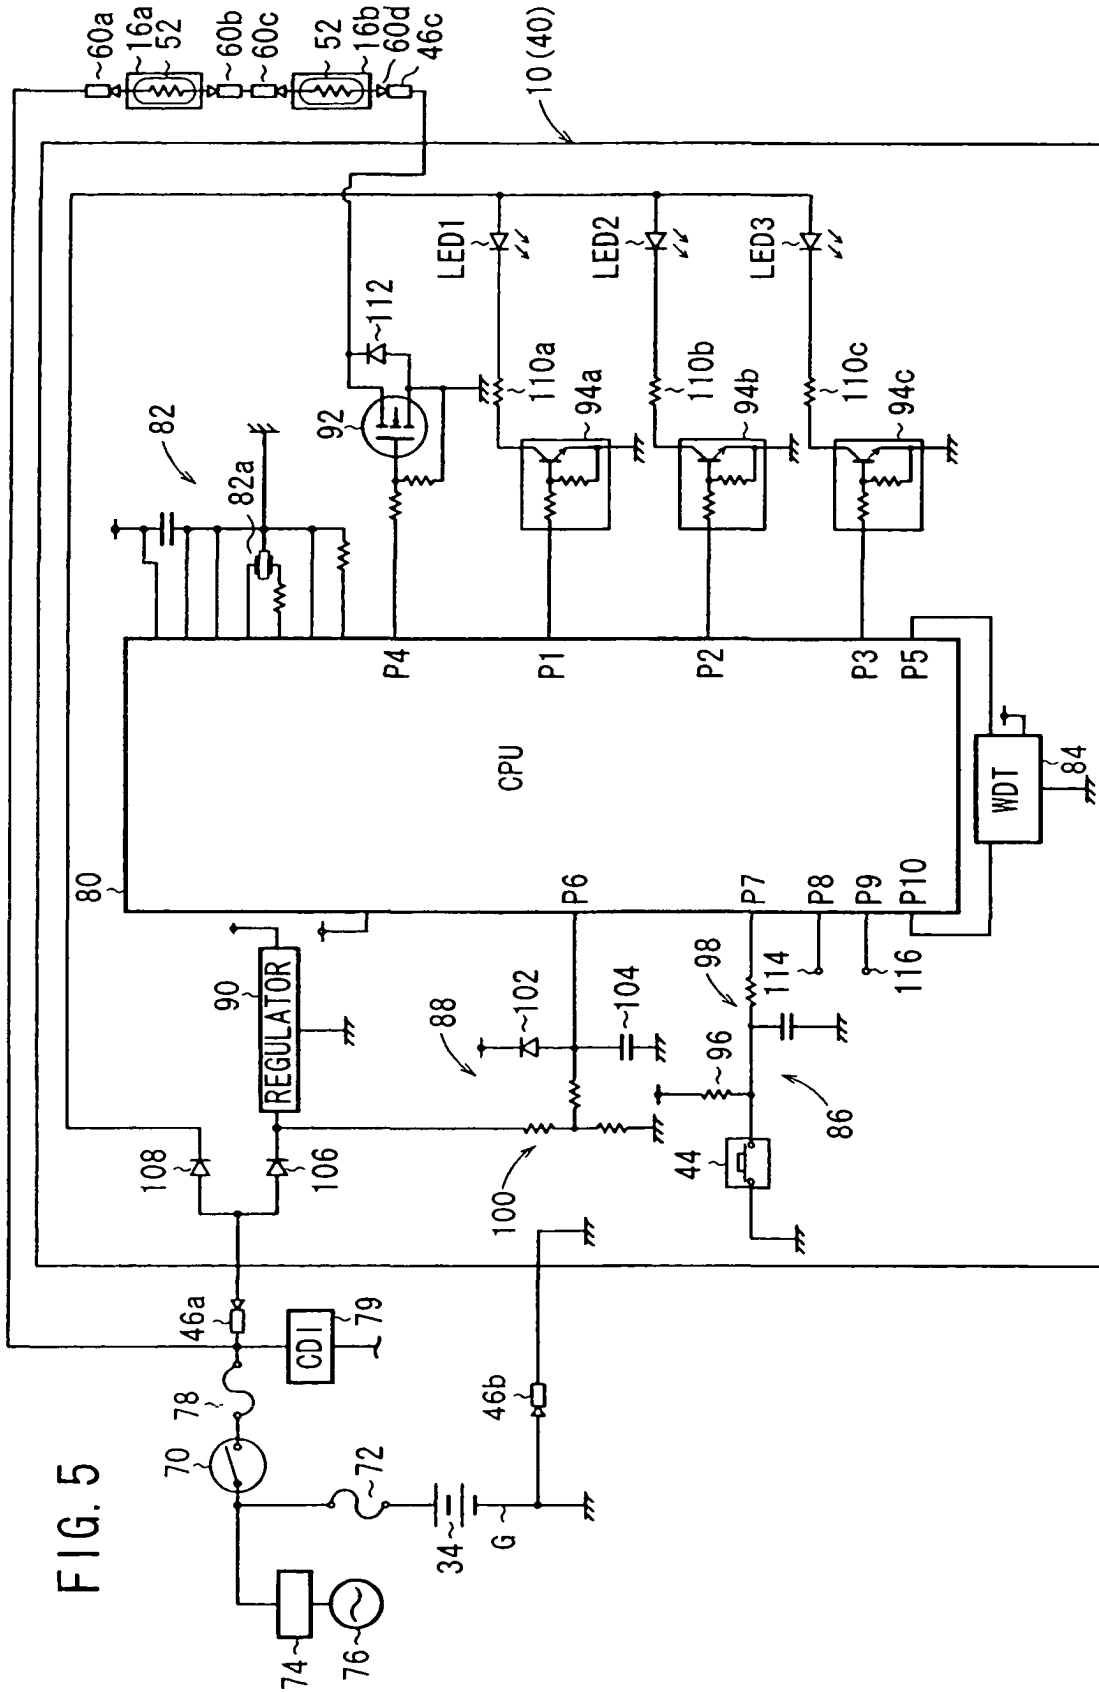 FIG. 5
60a
16a
52
60b
60c
52
16b
60d
46c
10(40)
82
82a
92
112
LED1
110a
94a
LED2
110b
94b
LED3
110c
94c
80
CPU
P4
P1
P2
P3
P5
P6
P7
P8
P9
P10
WDT
84
90
REGULATOR
88
102
104
98
96
114
116
86
44
100
108
106
46a
CDI
79
78
70
72
34
G
46b
74
76